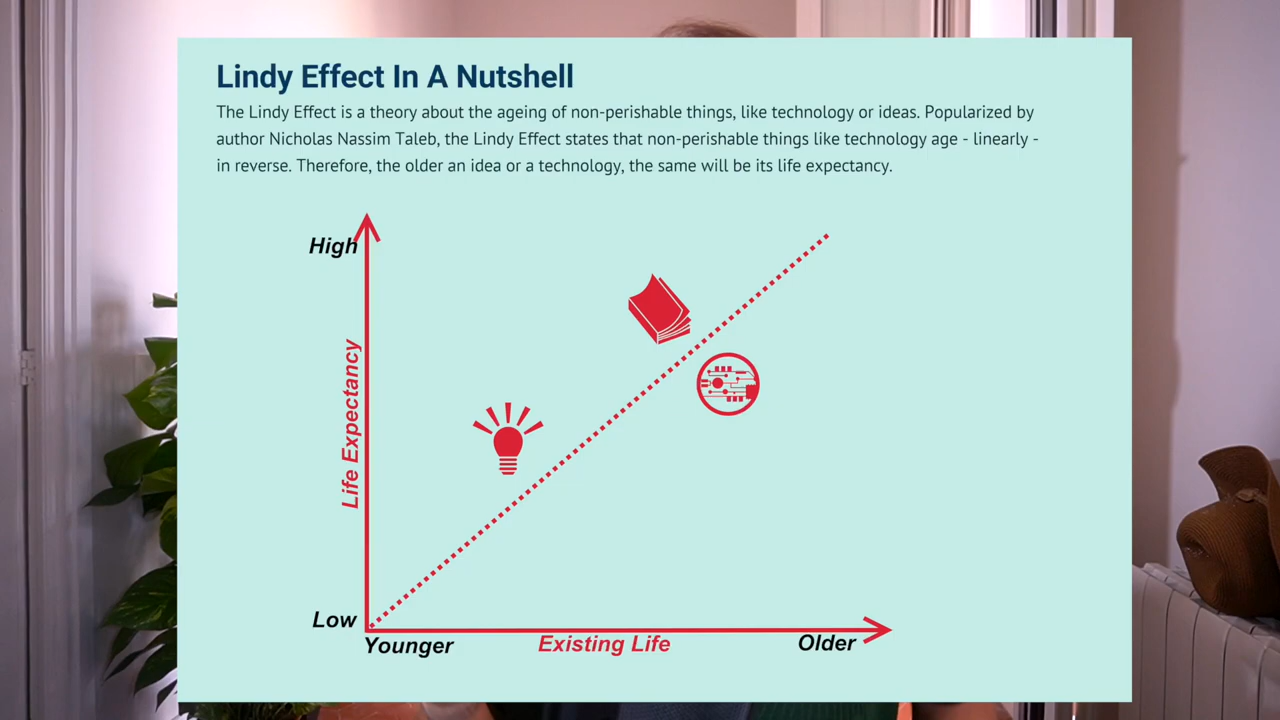 Lindy Effect In A Nutshell
The Lindy Effect is a theory about the ageing of non-perishable things, like technology or ideas. Popularized by
author Nicholas Nassim Taleb, the Lindy Effect states that non-perishable things like technology age - linearly -
in reverse. Therefore, the older an idea or a technology, the same will be its life expectancy.
High
Life Expectancy
Low
Younger
Existing Life
Older